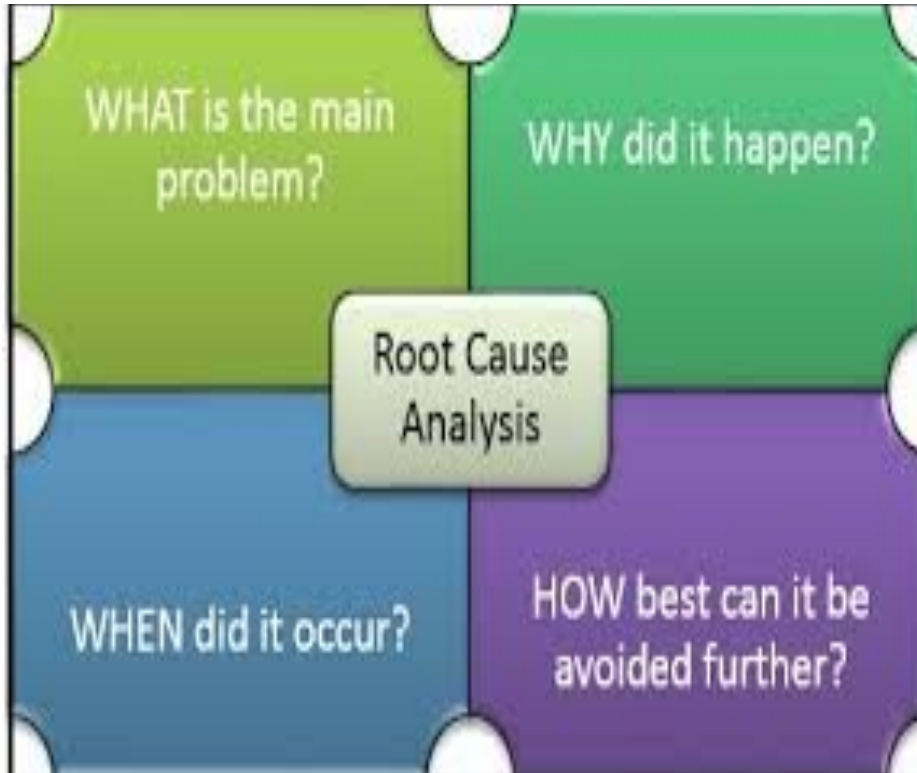 WHAT is the main
problem?
WHY did it happen?
Root Cause
Analysis
WHEN did it occur?
HOW best can it be
avoided further?